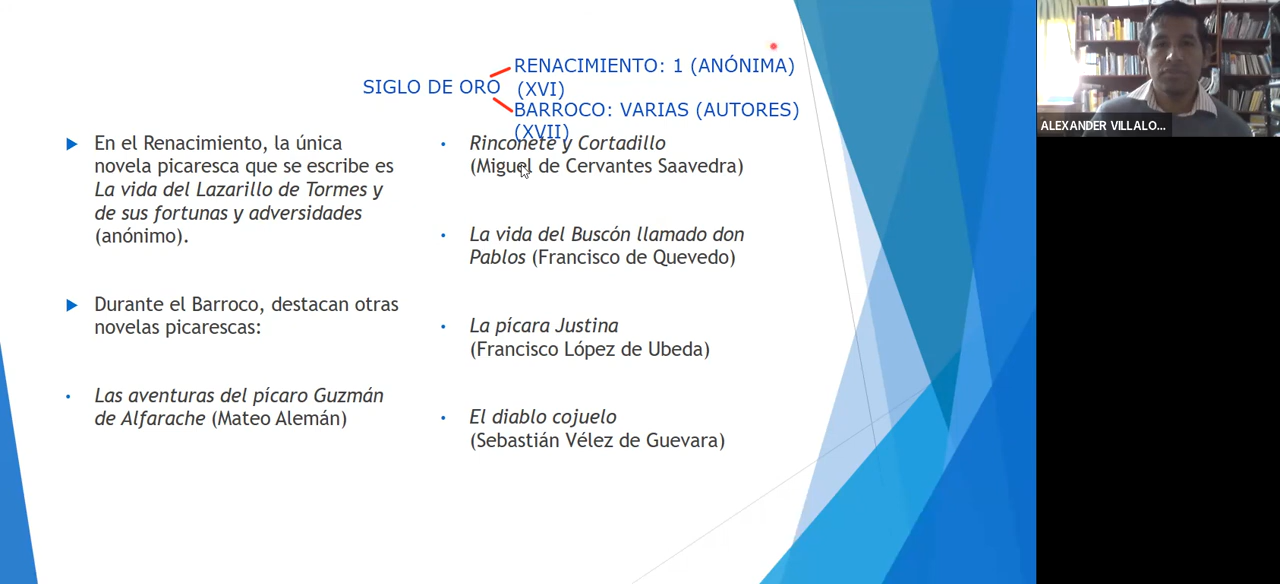 SIGLO DE ORO
RENACIMIENTO: 1 (ANÓNIMA)
(XVI)
BARROCO: VARIAS (AUTORES)
(XVII)
En el Renacimiento, la única
novela picaresca que se escribe es
La vida del Lazarillo de Tormes y
de sus fortunas y adversidades
(anónimo).
Durante el Barroco, destacan otras
novelas picarescas:
Las aventuras del pícaro Guzmán
de Alfarache (Mateo Alemán)
Rinconete y Cortadillo
(Miguel de Cervantes Saavedra)
La vida del Buscón llamado don
Pablos (Francisco de Quevedo)
La pícara Justina
(Francisco López de Ubeda)
El diablo cojuelo
(Sebastián Vélez de Guevara)
ALEXANDER VILLALO...